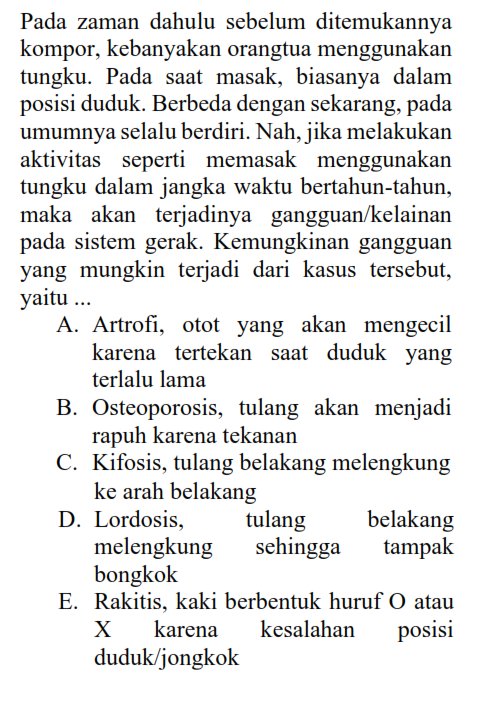 Pada zaman dahulu sebelum ditemukannya
kompor, kebanyakan orangtua menggunakan
tungku. Pada saat masak, biasanya dalam
posisi duduk. Berbeda dengan sekarang, pada
umumnya selalu berdiri. Nah, jika melakukan
aktivitas seperti memasak menggunakan
tungku dalam jangka waktu bertahun-tahun,
maka akan terjadinya gangguan/kelainan
pada sistem gerak. Kemungkinan gangguan
yang mungkin terjadi dari kasus tersebut,
yaitu ...
A. Artrofi, otot yang akan mengecil
karena tertekan saat duduk yang
terlalu lama
B. Osteoporosis, tulang akan menjadi
rapuh karena tekanan
C. Kifosis, tulang belakang melengkung
ke arah belakang
D. Lordosis, tulang belakang
melengkung sehingga tampak
bongkok
E. Rakitis, kaki berbentuk huruf O atau
X karena kesalahan posisi
duduk/jongkok